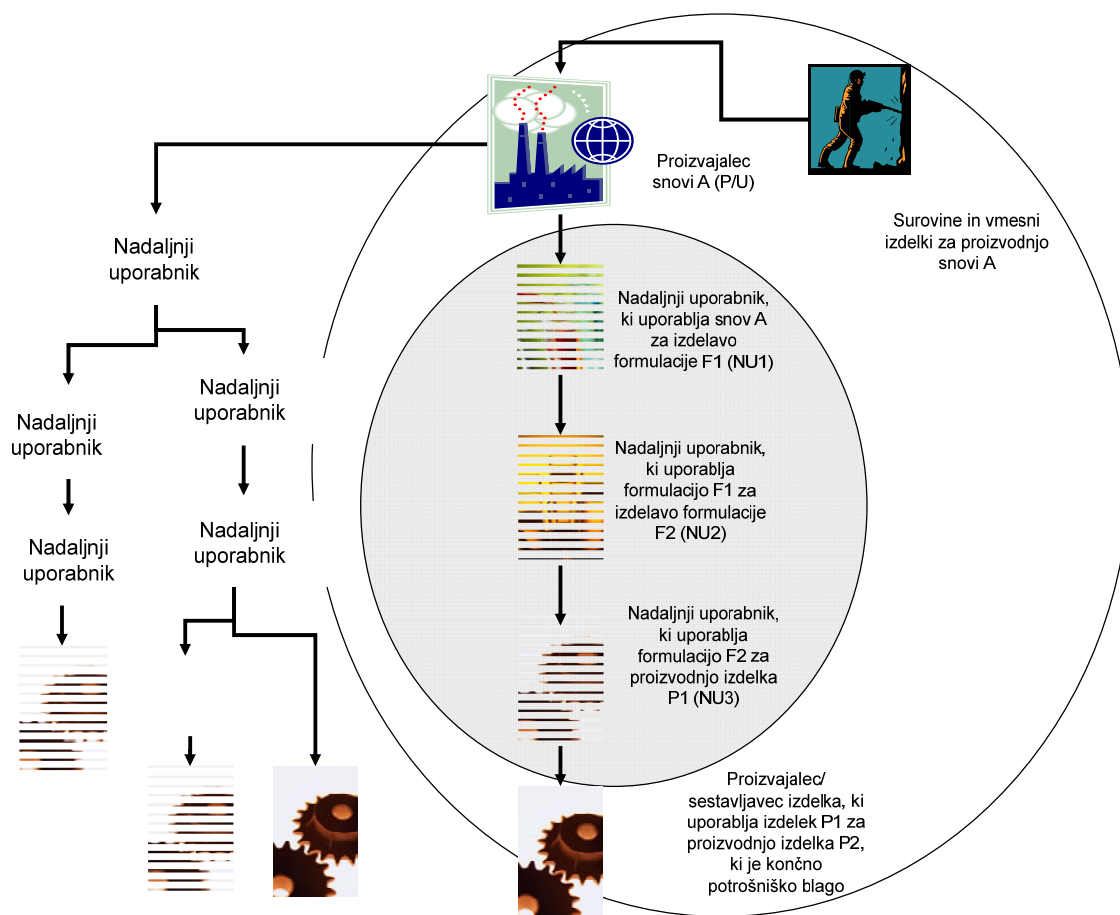 Proizvajalec
snovi A (P/U)
Surovine in vmesni
izdelki za proizvodnjo
snovi A
Nadaljnji
uporabnik
Nadaljnji uporabnik,
ki uporablja snov A
za izdelavo
formulacije F1 (NU1)
Nadaljnji
uporabnik
Nadaljnji
uporabnik
Nadaljnji uporabnik,
ki uporablja
formulacijo F1 za
izdelavo formulacije
F2 (NU2)
Nadaljnji
uporabnik
Nadaljnji
uporabnik
Nadaljnji uporabnik,
ki uporablja
formulacijo F2 za
proizvodnjo izdelka
P1 (NU3)
Proizvajalec/
sestavljavec izdelka, ki
uporablja izdelek P1 za
proizvodnjo izdelka P2,
ki je končno
potrošniško blago